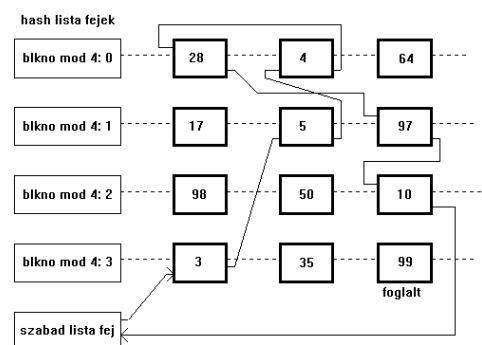 hash lista fejek
blkno mod 4: 0 28 4 64
blkno mod 4: 1 17 5 97
blkno mod 4: 2 98 50 10
blkno mod 4: 3 3 35 99
foglalt
szabad lista fej